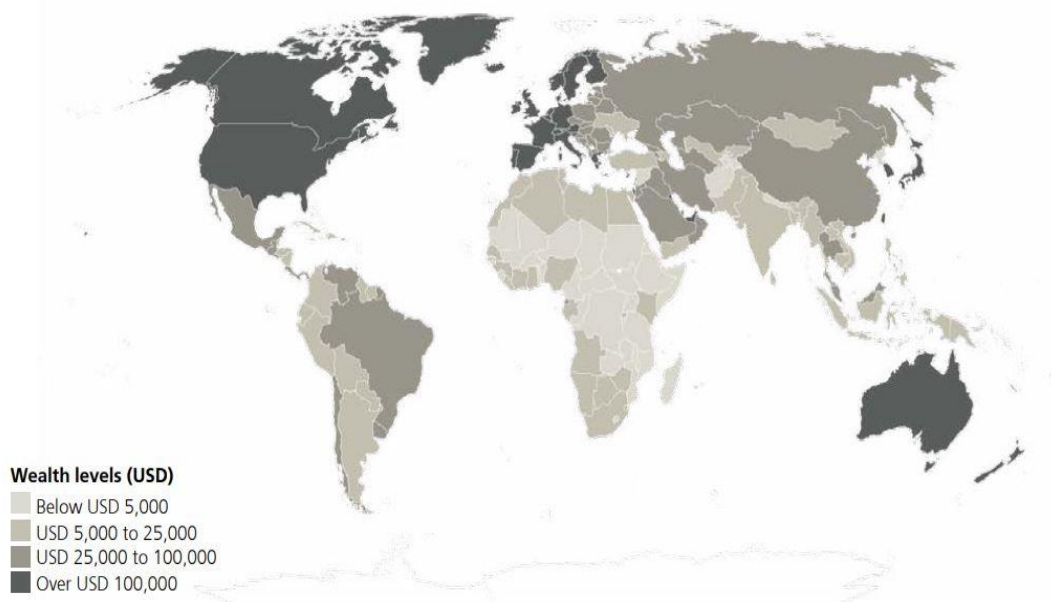 Wealth levels (USD)
Below USD 5,000
USD 5,000 to 25,000
USD 25,000 to 100,000
Over USD 100,000